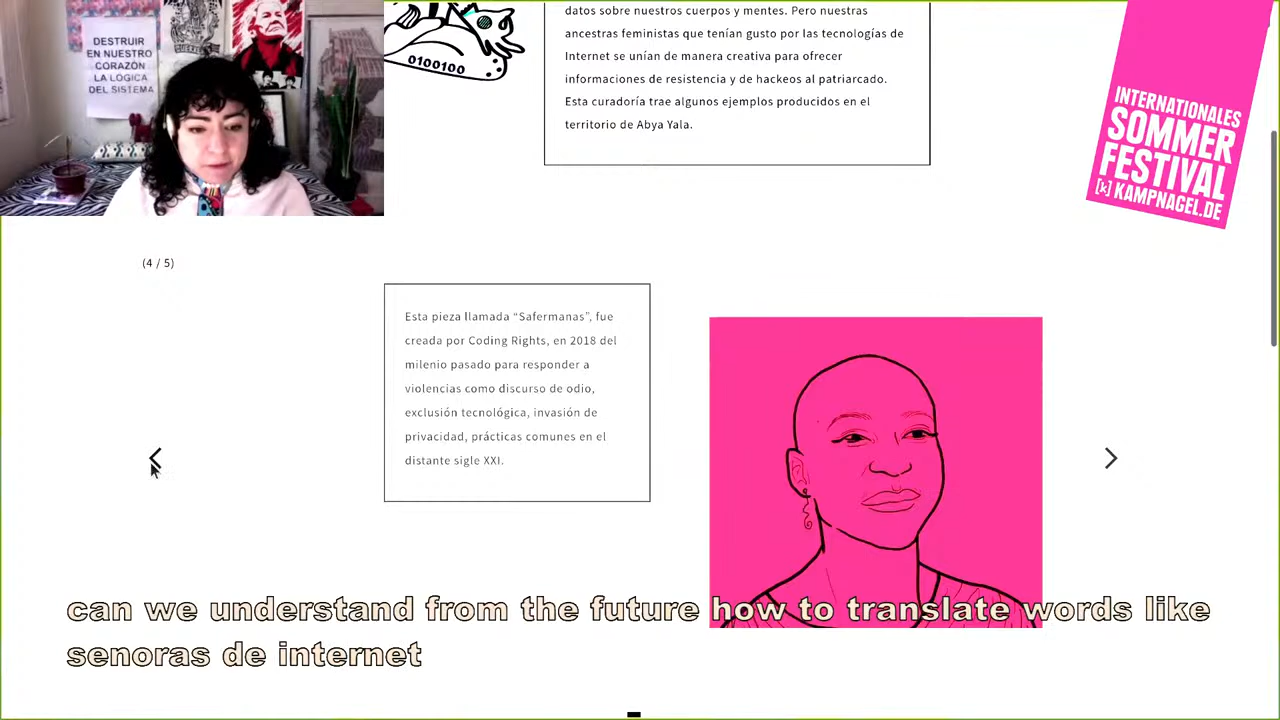 DESTRUIR
EN NUESTRO
CORAZÓN
LA LÓGICA
DEL SISTEMA
0100100
datos sobre nuestros cuerpos y mentes. Pero nuestras
ancestras feministas que tenían gusto por las tecnologías de
Internet se unían de manera creativa para ofrecer
informaciones de resistencia y de hackeos al patriarcado.
Esta curadoría trae algunos ejemplos producidos en el
territorio de Abya Yala.
INTERNATIONALES
SOMMER
FESTIVAL
[k] KAMPNAGEL.DE
(4 / 5)
Esta pieza llamada “Safermanas”, fue
creada por Coding Rights, en 2018 del
milenio pasado para responder a
violencias como discurso de odio,
exclusión tecnológica, invasión de
privacidad, prácticas comunes en el
distante sigle XXI.
can we understand from the future how to translate words like
senoras de internet